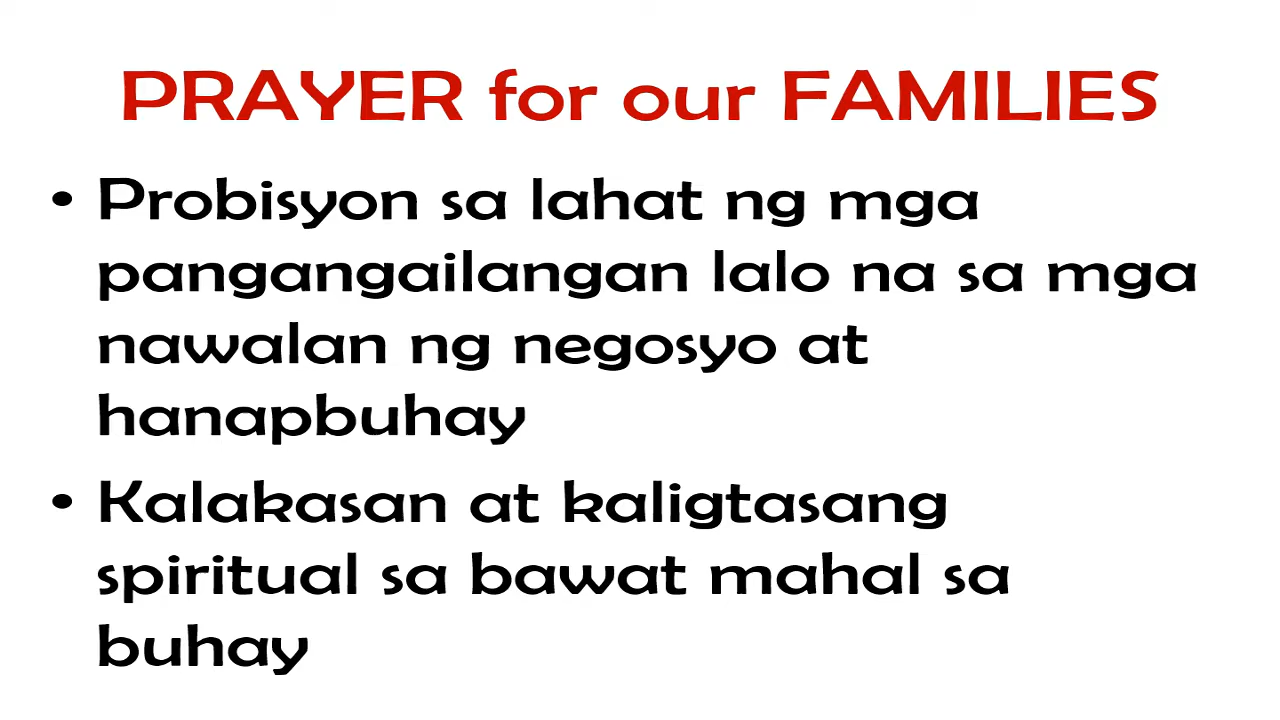 PRAYER for our FAMILIES
• Probisyon sa lahat ng mga
pangangailangan lalo na sa mga
nawalan ng negosyo at
hanapbuhay
• Kalakasan at kaligtasang
spiritual sa bawat mahal sa
buhay